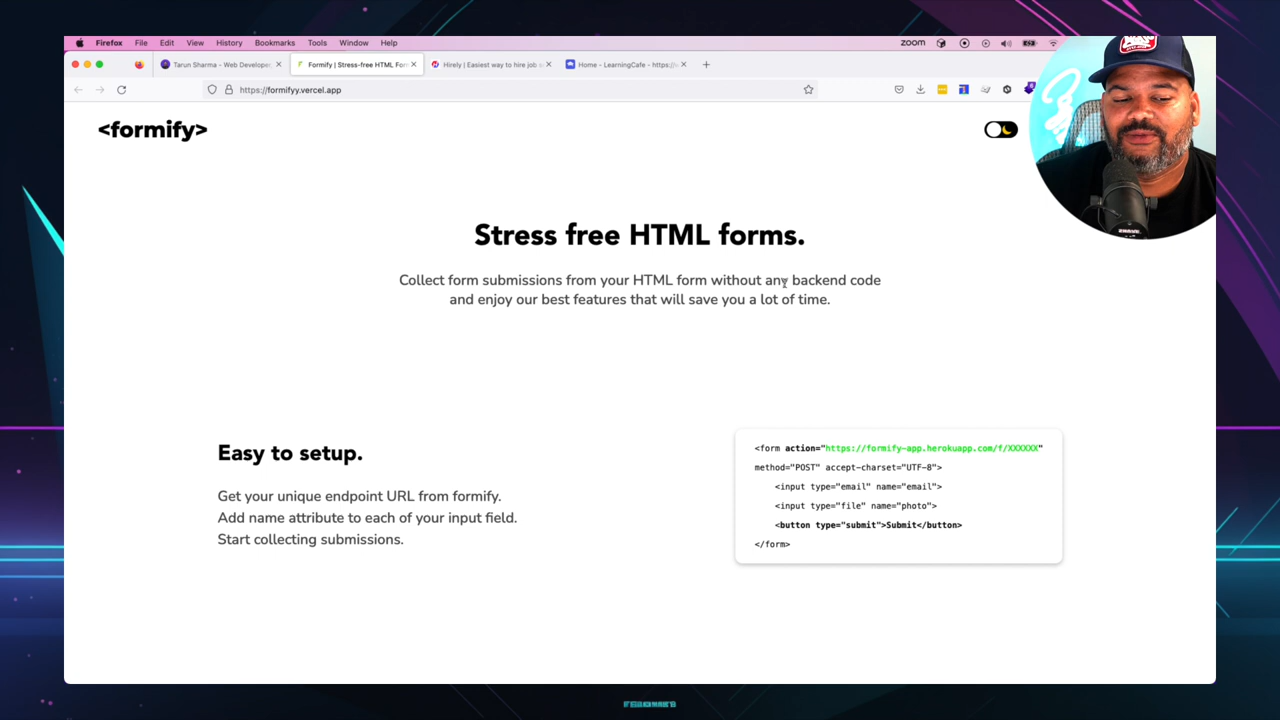 Firefox File Edit View History Bookmarks Tools Window Help zoom
Tarun Sharma - Web Developer
Formify | Stress-free HTML For
Hirely | Easiest way to hire job
Home - LearningCafe - https://
https://formifyy.vercel.app
<formify>
Stress free HTML forms.
Collect form submissions from your HTML form without any backend code
and enjoy our best features that will save you a lot of time.
Easy to setup.
Get your unique endpoint URL from formify.
Add name attribute to each of your input field.
Start collecting submissions.
<form action="https://formify-app.herokuapp.com/f/XXXXXX"
method="POST" accept-charset="UTF-8">
<input type="email" name="email">
<input type="file" name="photo">
<button type="submit">Submit</button>
</form>